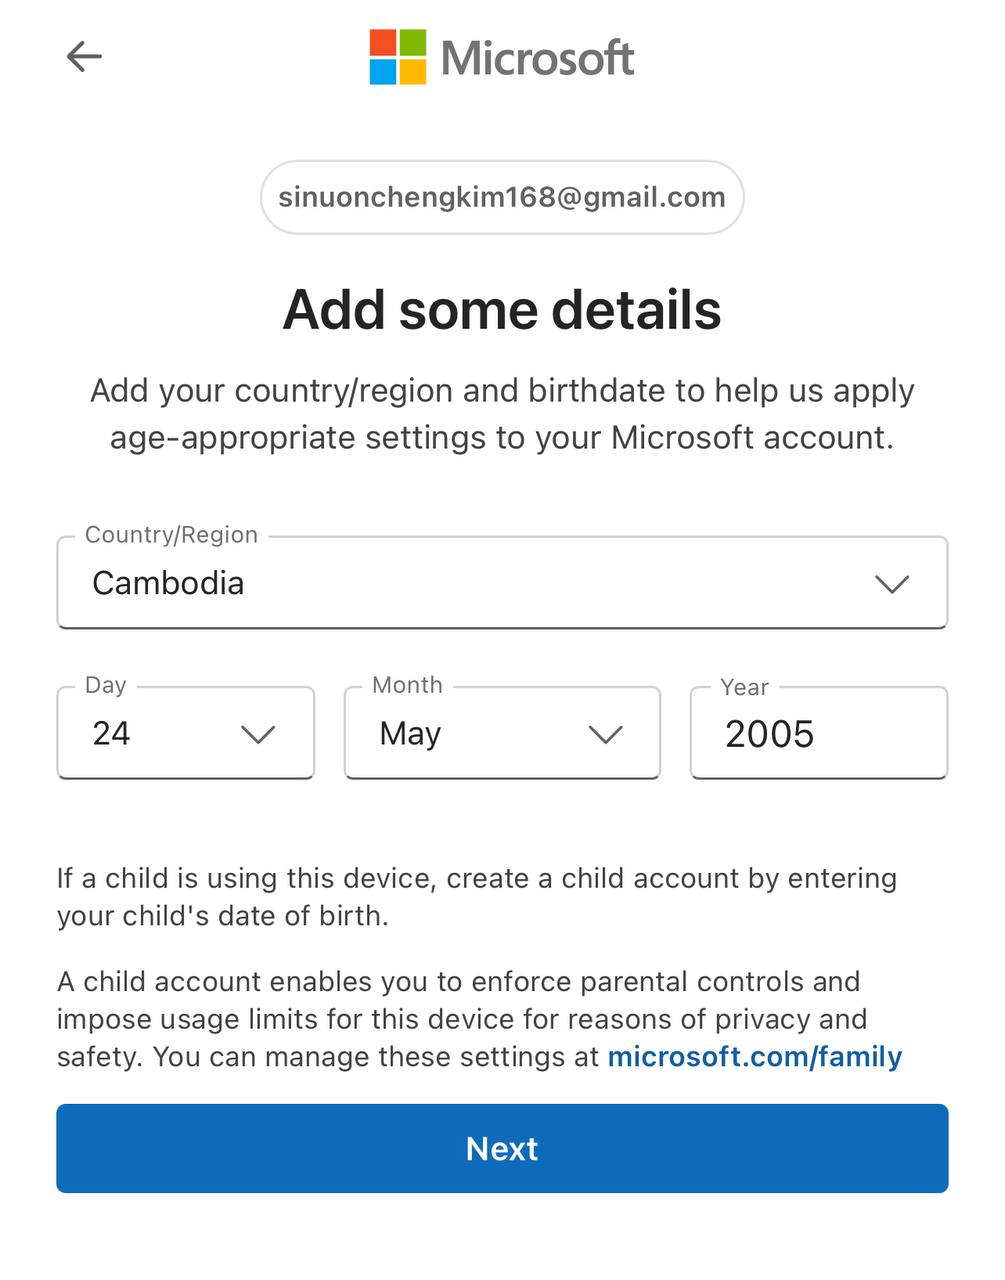 Microsoft
sinuonchengkim168@gmail.com
Add some details
Add your country/region and birthdate to help us apply
age-appropriate settings to your Microsoft account.
Country/Region
Cambodia
Day
24
Month
May
Year
2005
If a child is using this device, create a child account by entering
your child's date of birth.
A child account enables you to enforce parental controls and
impose usage limits for this device for reasons of privacy and
safety. You can manage these settings at microsoft.com/family
Next